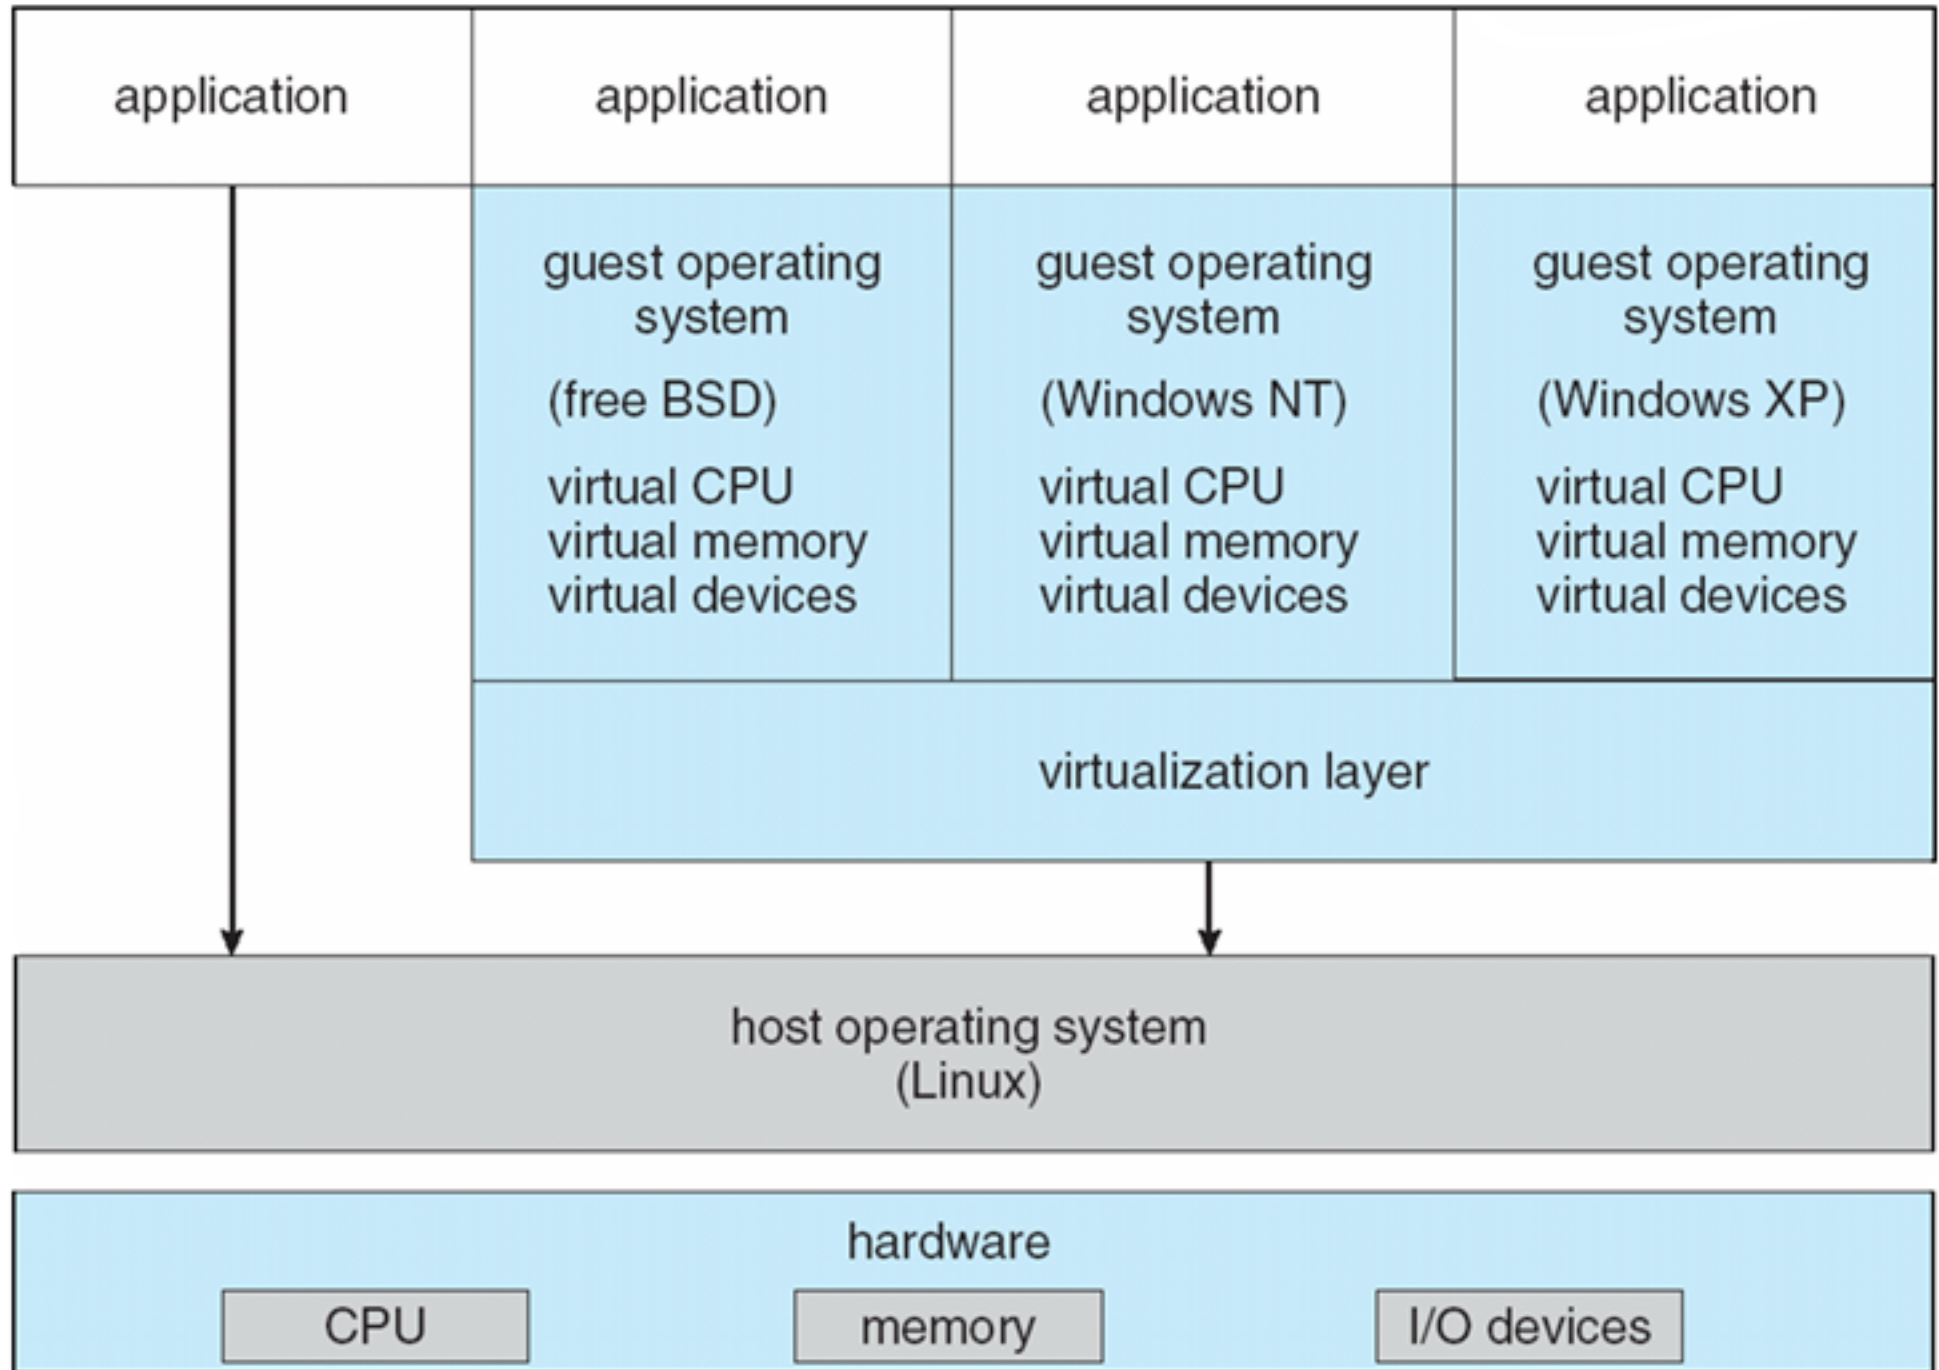 application
application
application
application
guest operating
system
(free BSD)
virtual CPU
virtual memory
virtual devices
guest operating
system
(Windows NT)
virtual CPU
virtual memory
virtual devices
guest operating
system
(Windows XP)
virtual CPU
virtual memory
virtual devices
virtualization layer
host operating system
(Linux)
hardware
CPU
memory
I/O devices